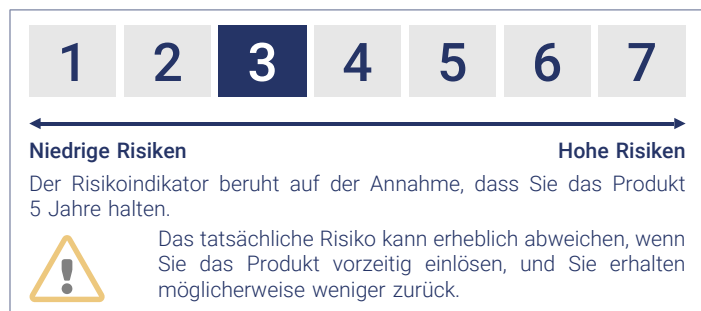 1 2 3 4 5 6 7
Niedrige Risiken Hohe Risiken
Der Risikoindikator beruht auf der Annahme, dass Sie das Produkt
5 Jahre halten.
Das tatsächliche Risiko kann erheblich abweichen, wenn
Sie das Produkt vorzeitig einlösen, und Sie erhalten
möglicherweise weniger zurück.